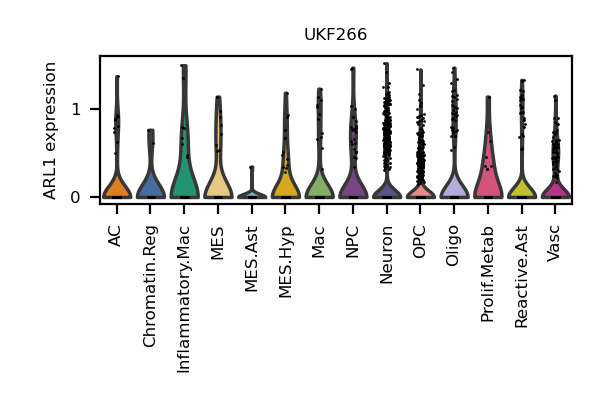 UKF266
ARL1 expression
1
0
AC
Chromatin.Reg
Inflammatory.Mac
MES
MES.Ast
MES.Hyp
Mac
NPC
Neuron
OPC
Oligo
Prolif.Metab
Reactive.Ast
Vasc